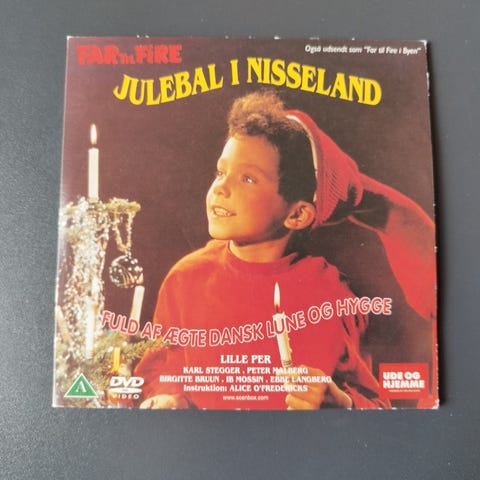 FAR TIL FIRE
Også udsendt som "Far til Fire i Byen"
JULEBAL I NISSELAND
FULD AF ÆGTE DANSK LUNE OG HYGGE
LILLE PER
KARL STEGGER . PETER MALBERG
BIRGITTE BRUUN . IB MOSSIN . EBBE LANGBERG
Instruktion: ALICE O'FREDERICKS
www.scanbox.com
A
DVD
VIDEO
UDE OG
HJEMME